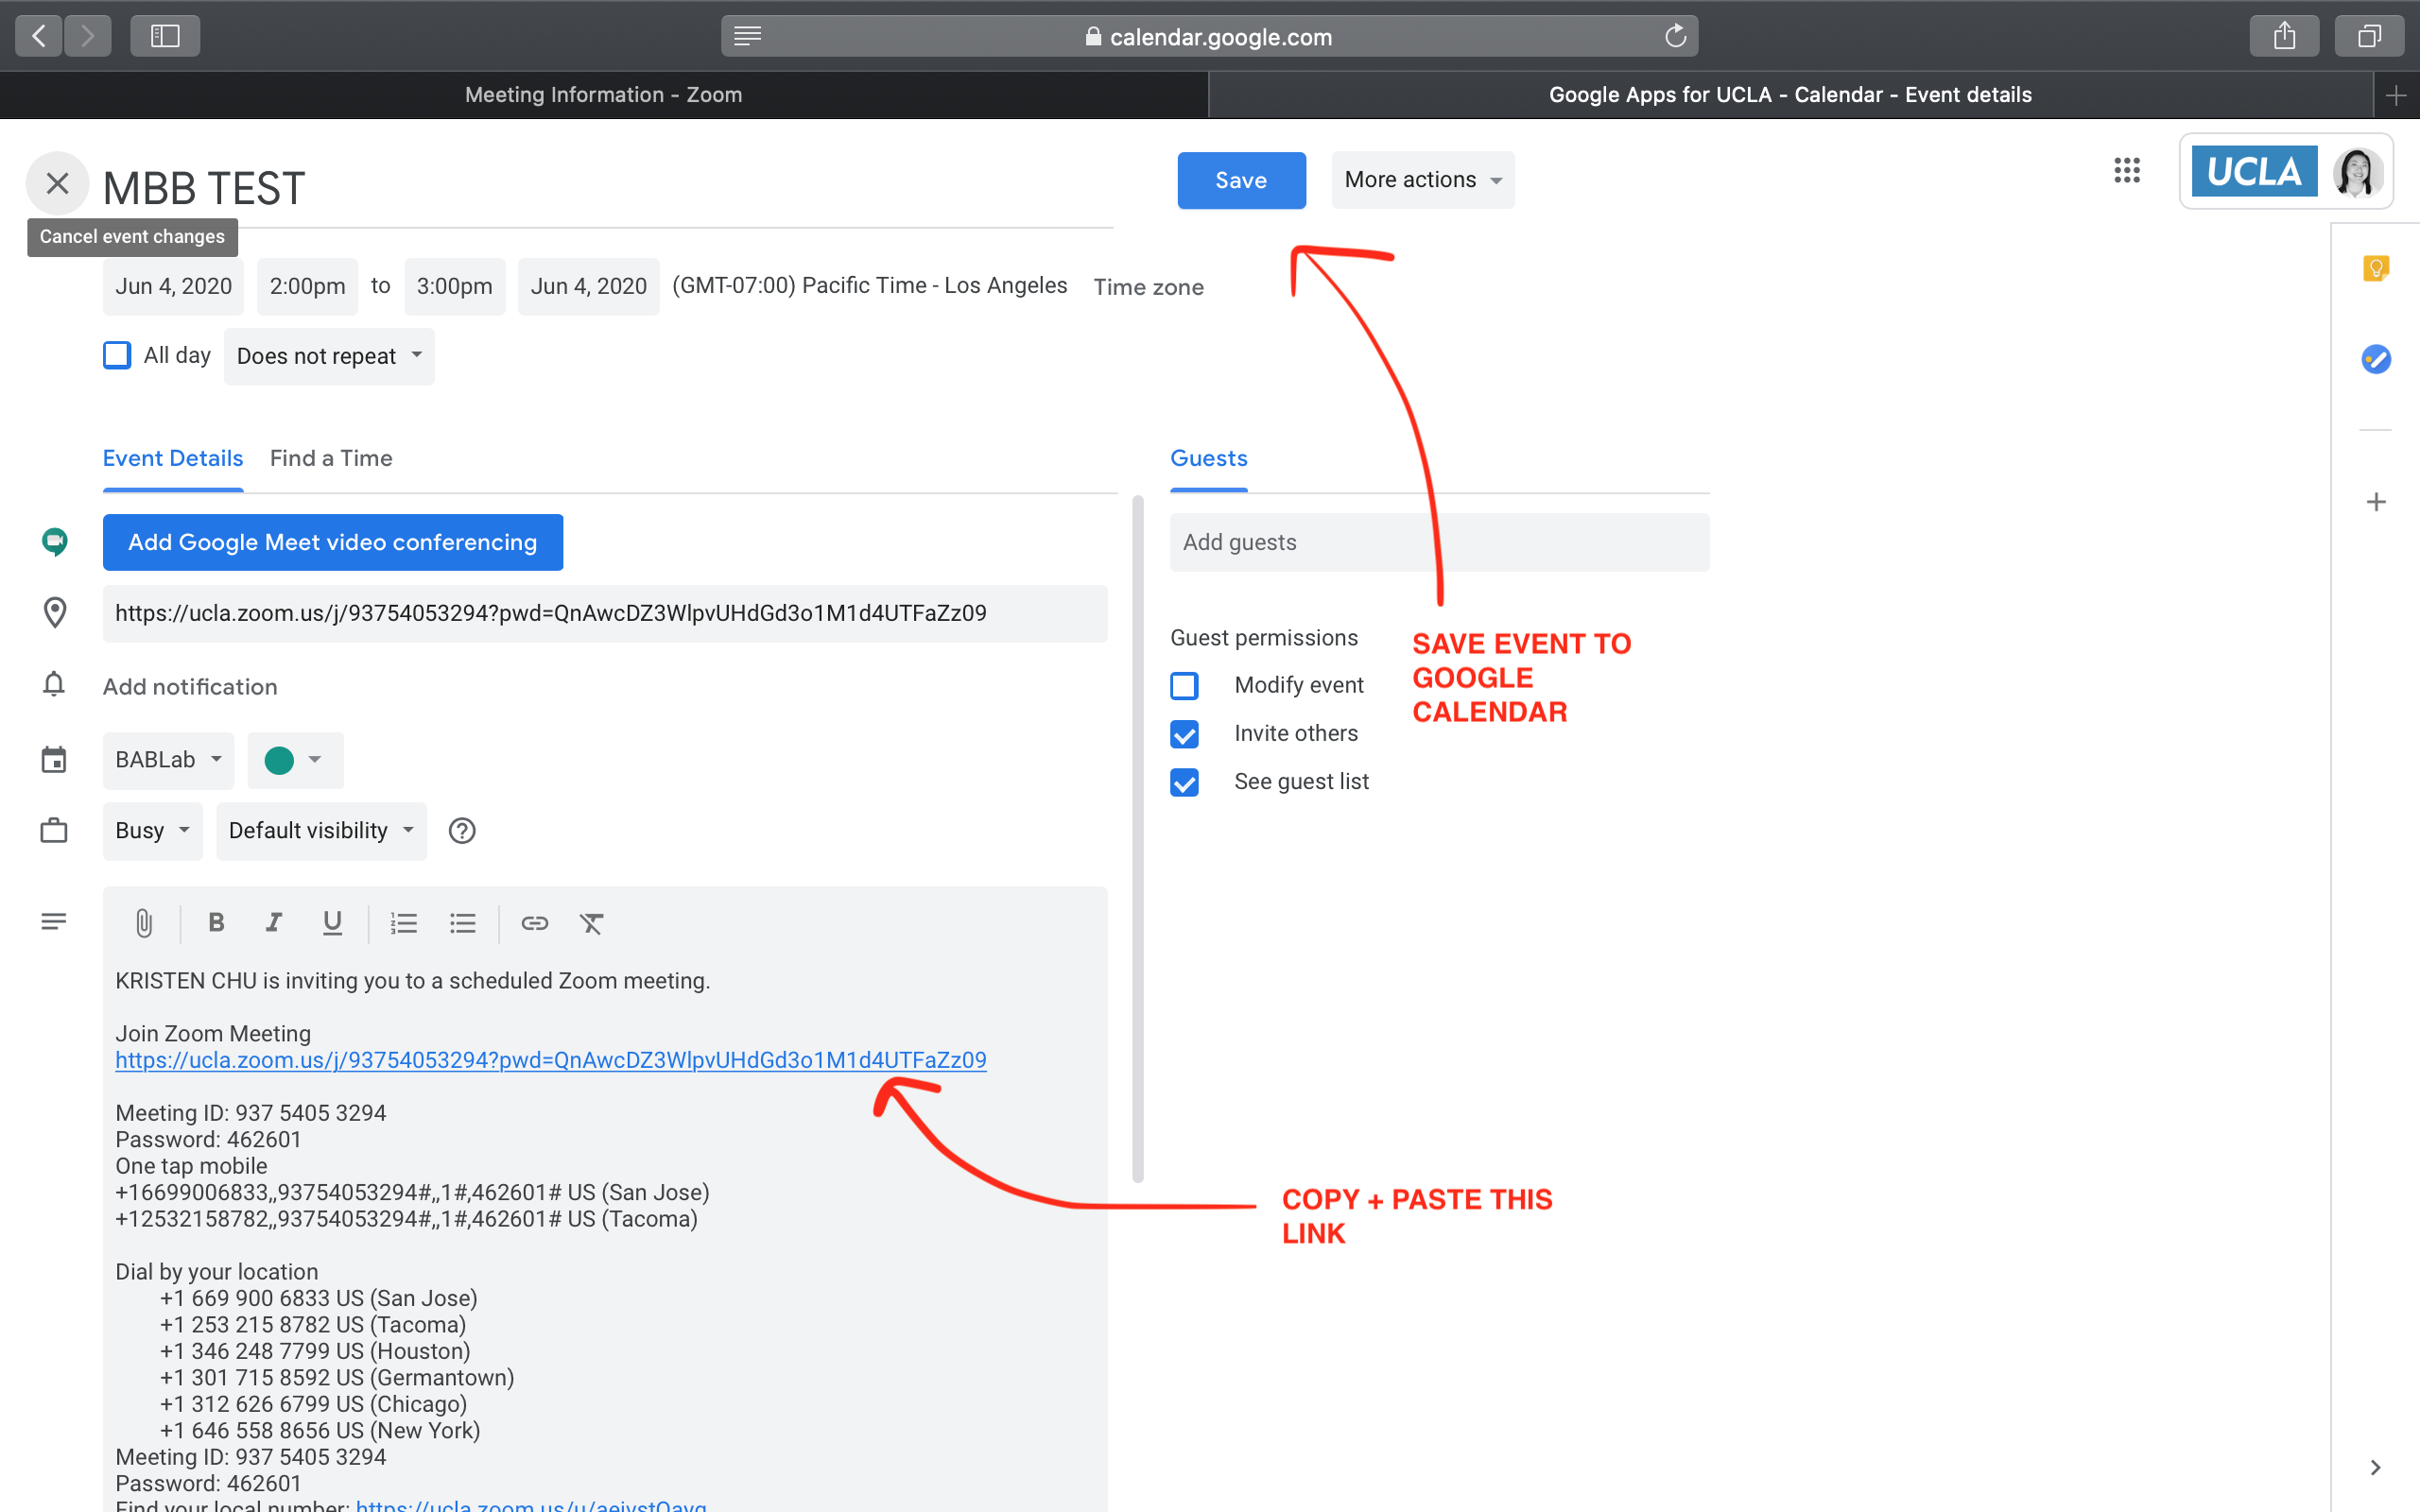 calendar.google.com
Meeting Information - Zoom
Google Apps for UCLA - Calendar - Event details
MBB TEST
Save
More actions
UCLA
Cancel event changes
Jun 4, 2020 2:00pm to 3:00pm Jun 4, 2020 (GMT-07:00) Pacific Time - Los Angeles Time zone
All day Does not repeat
Event Details Find a Time
Guests
Add Google Meet video conferencing
Add guests
https://ucla.zoom.us/j/93754053294?pwd=QnAwcDZ3WlpvUHdGd3o1M1d4UTFaZz09
Guest permissions
Add notification
Modify event
Invite others
See guest list
SAVE EVENT TO
GOOGLE
CALENDAR
BABLab
Busy Default visibility
B I U
KRISTEN CHU is inviting you to a scheduled Zoom meeting.
Join Zoom Meeting
https://ucla.zoom.us/j/93754053294?pwd=QnAwcDZ3WlpvUHdGd3o1M1d4UTFaZz09
Meeting ID: 937 5405 3294
Password: 462601
One tap mobile
+16699006833,,93754053294#,,1#,462601# US (San Jose)
+12532158782,,93754053294#,,1#,462601# US (Tacoma)
COPY + PASTE THIS
LINK
Dial by your location
+1 669 900 6833 US (San Jose)
+1 253 215 8782 US (Tacoma)
+1 346 248 7799 US (Houston)
+1 301 715 8592 US (Germantown)
+1 312 626 6799 US (Chicago)
+1 646 558 8656 US (New York)
Meeting ID: 937 5405 3294
Password: 462601
Find your local number: